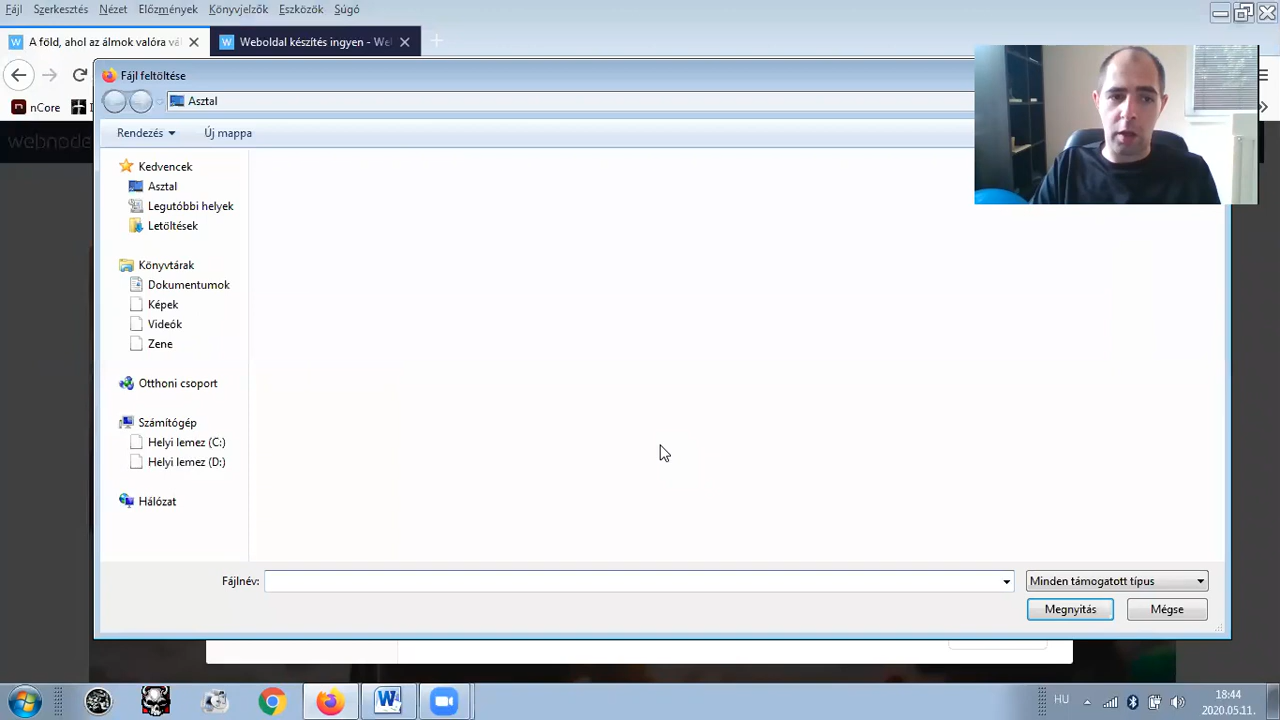 Fájl Szerkesztés Nézet Előzmények Könyvjelzők Eszközök Súgó
A föld, ahol az álmok valóra vá
Weboldal készítés ingyen - We
nCore
webnode
Fájl feltöltése
Asztal
Rendezés Új mappa
Kedvencek
Asztal
Legutóbbi helyek
Letöltések
Könyvtárak
Dokumentumok
Képek
Videók
Zene
Otthoni csoport
Számítógép
Helyi lemez (C:)
Helyi lemez (D:)
Hálózat
Fájlnév:
Minden támogatott típus
Megnyitás Mégse
HU
18:44
2020.05.11.